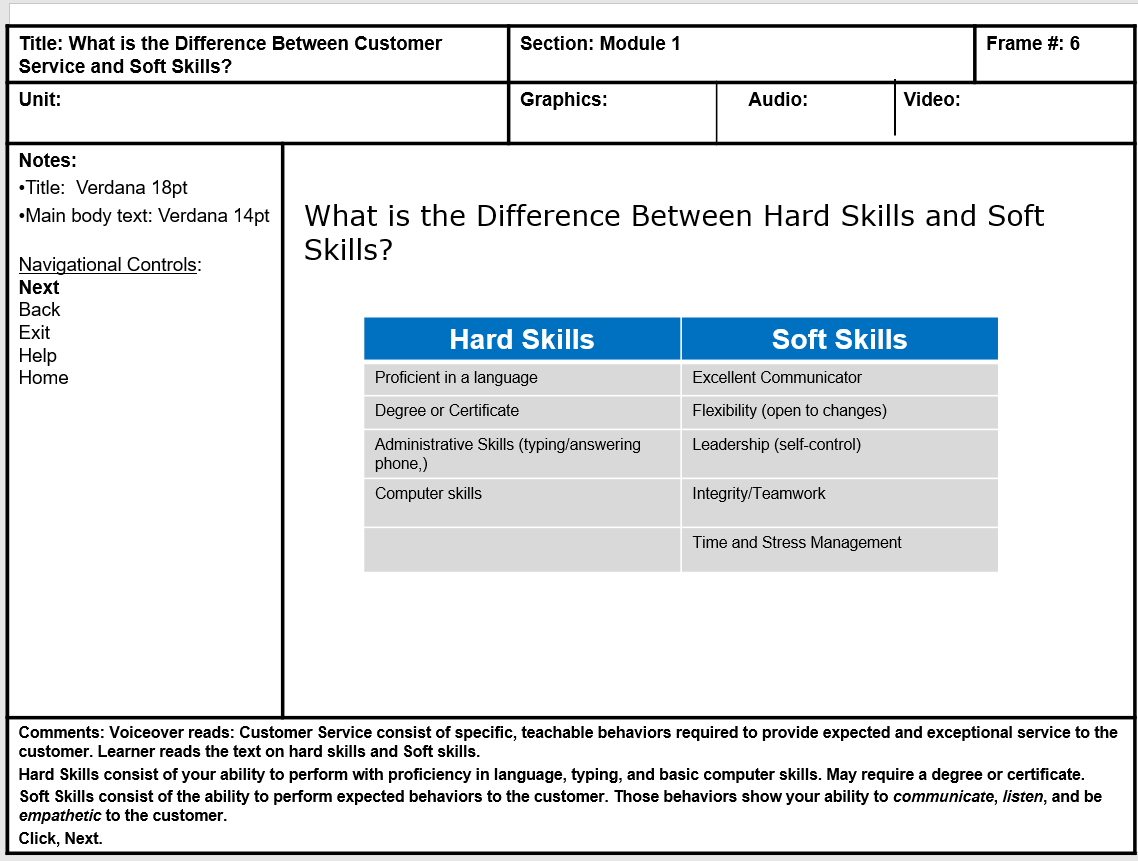 Title: What is the Difference Between Customer
Service and Soft Skills?
Section: Module 1
Frame #: 6
Unit:
Graphics:
Audio:
Video:
Notes:
•Title:  Verdana 18pt
•Main body text: Verdana 14pt
Navigational Controls:
Next
Back
Exit
Help
Home
What is the Difference Between Hard Skills and Soft
Skills?
Hard Skills
Soft Skills
Proficient in a language
Excellent Communicator
Degree or Certificate
Flexibility (open to changes)
Administrative Skills (typing/answering
phone,)
Leadership (self-control)
Computer skills
Integrity/Teamwork
Time and Stress Management
Comments: Voiceover reads: Customer Service consist of specific, teachable behaviors required to provide expected and exceptional service to the
customer. Learner reads the text on hard skills and Soft skills.
Hard Skills consist of your ability to perform with proficiency in language, typing, and basic computer skills. May require a degree or certificate.
Soft Skills consist of the ability to perform expected behaviors to the customer. Those behaviors show your ability to communicate, listen, and be
empathetic to the customer.
Click, Next.